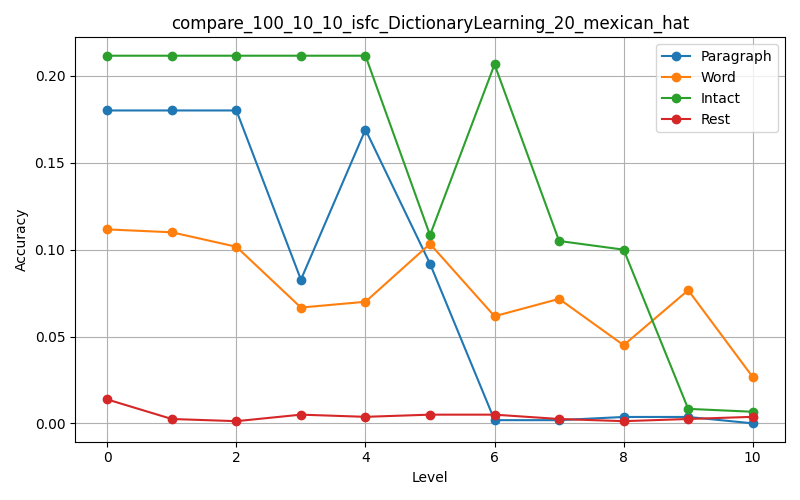 compare_100_10_10_isfc_DictionaryLearning_20_mexican_hat
Paragraph
Word
Intact
Rest
Accuracy
0.20
0.15
0.10
0.05
0.00
0 2 4 6 8 10
Level